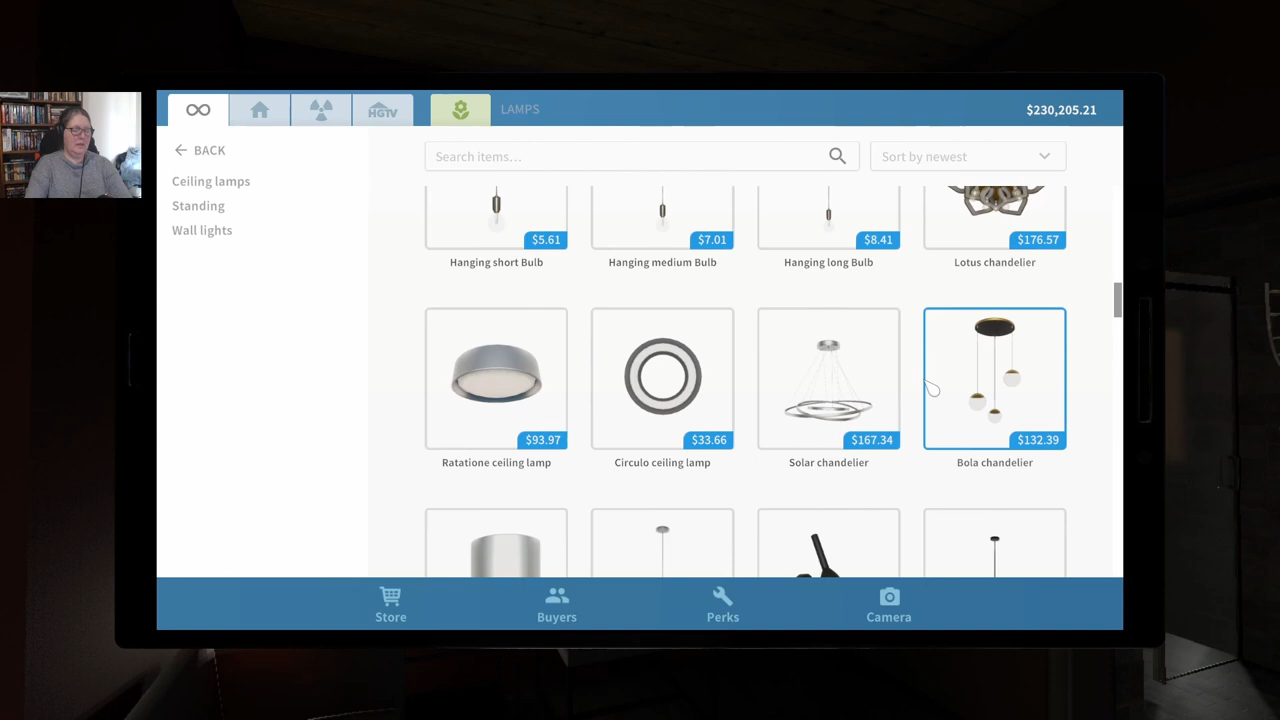 HGTV
LAMPS
$230,205.21
BACK
Search items...
Sort by newest
Ceiling lamps
Standing
Wall lights
$5.61
$7.01
$8.41
$176.57
Hanging short Bulb
Hanging medium Bulb
Hanging long Bulb
Lotus chandelier
$93.97
$33.66
$167.34
$132.39
Ratatione ceiling lamp
Circulo ceiling lamp
Solar chandelier
Bola chandelier
Store
Buyers
Perks
Camera